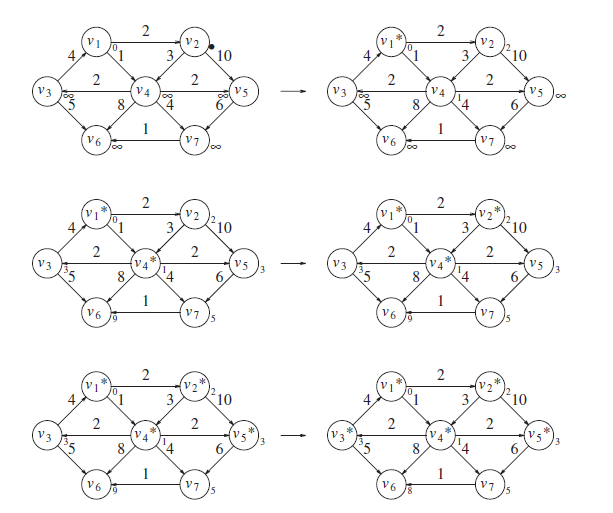 2
v1 0 v2
4 1 3 10
2 2
v3 ∞ v4 ∞ ∞ v5
5 8 4 6
1
v6 ∞ v7 ∞
2
v1* 0 v2 2
4 1 3 10
2 2
v3 ∞ v4 1 v5 ∞
5 8 4 6
1
v6 ∞ v7 ∞
2
v1* 0 v2 2
4 1 3 10
2 2
v3 3 v4* 1 v5 3
5 8 4 6
1
v6 9 v7 5
2
v1* 0 v2* 2
4 1 3 10
2 2
v3 3 v4* 1 v5 3
5 8 4 6
1
v6 9 v7 5
2
v1* 0 v2* 2
4 1 3 10
2 2
v3 3 v4* 1 v5* 3
5 8 4 6
1
v6 9 v7 5
2
v1* 0 v2* 2
4 1 3 10
2 2
v3* 3 v4* 1 v5* 3
5 8 4 6
1
v6 8 v7 5